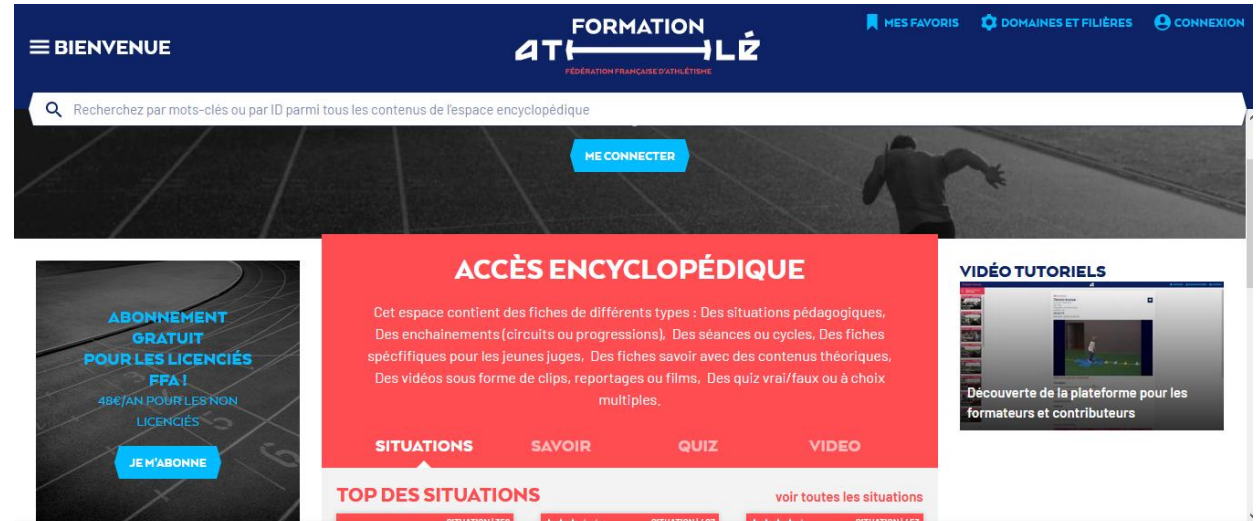 BIENVENUE
FORMATION
ATHLÉ
FÉDÉRATION FRANÇAISE D'ATHLÉTISME
MES FAVORIS
DOMAINES ET FILIÈRES
CONNEXION
Recherchez par mots-clés ou par ID parmi tous les contenus de l'espace encyclopédique
ME CONNECTER
ABONNEMENT
GRATUIT
POUR LES LICENCIÉS
FFA !
48€/AN POUR LES NON
LICENCIÉS
JE M'ABONNE
ACCÈS ENCYCLOPÉDIQUE
Cet espace contient des fiches de différents types : Des situations pédagogiques,
Des enchainements (circuits ou progressions), Des séances ou cycles, Des fiches
spécfifiques pour les jeunes juges, Des fiches savoir avec des contenus théoriques,
Des vidéos sous forme de clips, reportages ou films, Des quiz vrai/faux ou à choix
multiples.
SITUATIONS
SAVOIR
QUIZ
VIDEO
TOP DES SITUATIONS
voir toutes les situations
VIDÉO TUTORIELS
Découverte de la plateforme pour les
formateurs et contributeurs